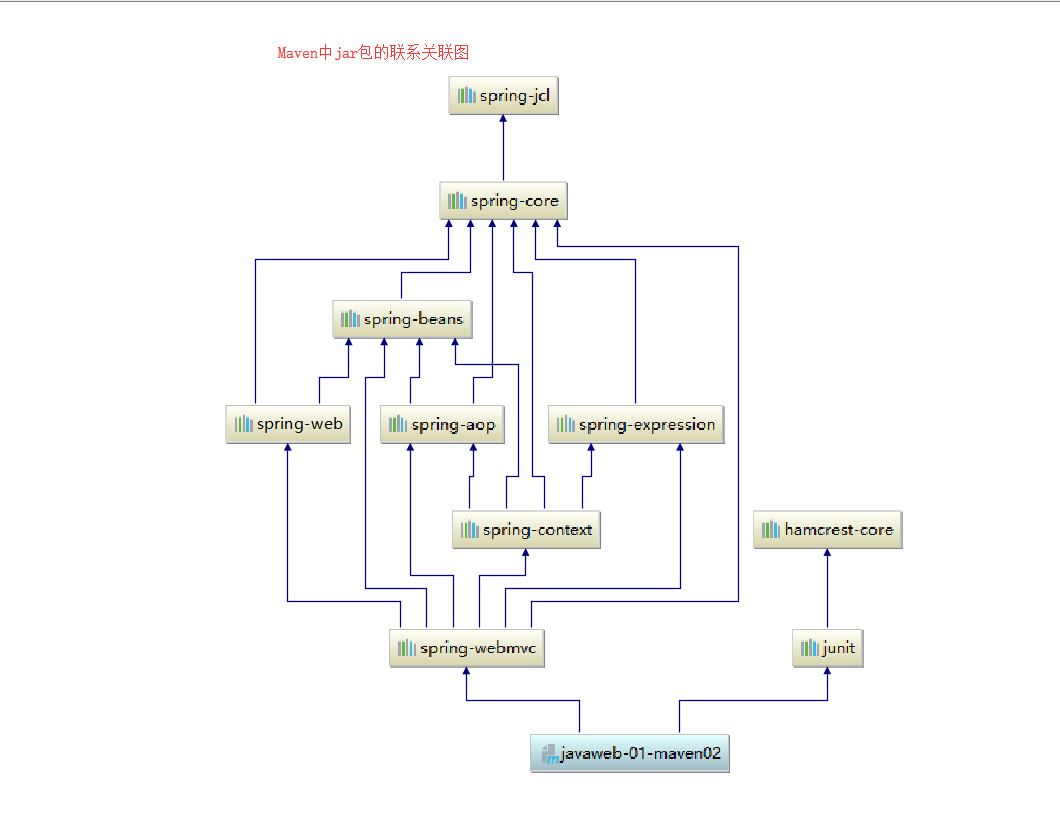 Maven中jar包的联系关联图
spring-jcl
spring-core
spring-beans
spring-web
spring-aop
spring-expression
spring-context
hamcrest-core
spring-webmvc
junit
javaweb-01-maven02